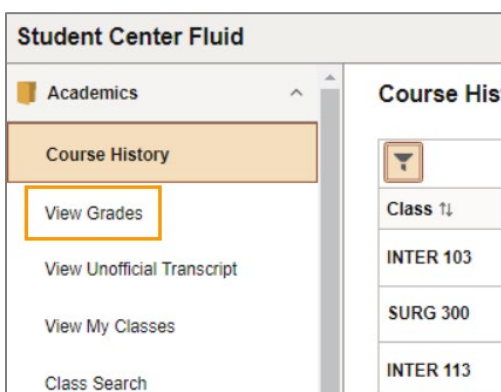 Student Center Fluid
Academics
Course History
View Grades
View Unofficial Transcript
View My Classes
Class Search
Course His
Class
INTER 103
SURG 300
INTER 113